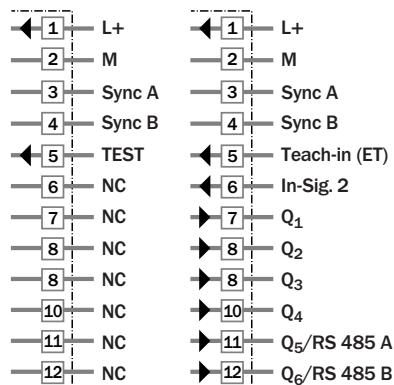 1 L+ 1 L+
2 M 2 M
3 Sync A 3 Sync A
4 Sync B 4 Sync B
5 TEST 5 Teach-in (ET)
6 NC 6 In-Sig. 2
7 NC 7 Q1
8 NC 8 Q2
8 NC 8 Q3
10 NC 10 Q4
11 NC 11 Q5/RS 485 A
12 NC 12 Q6/RS 485 B